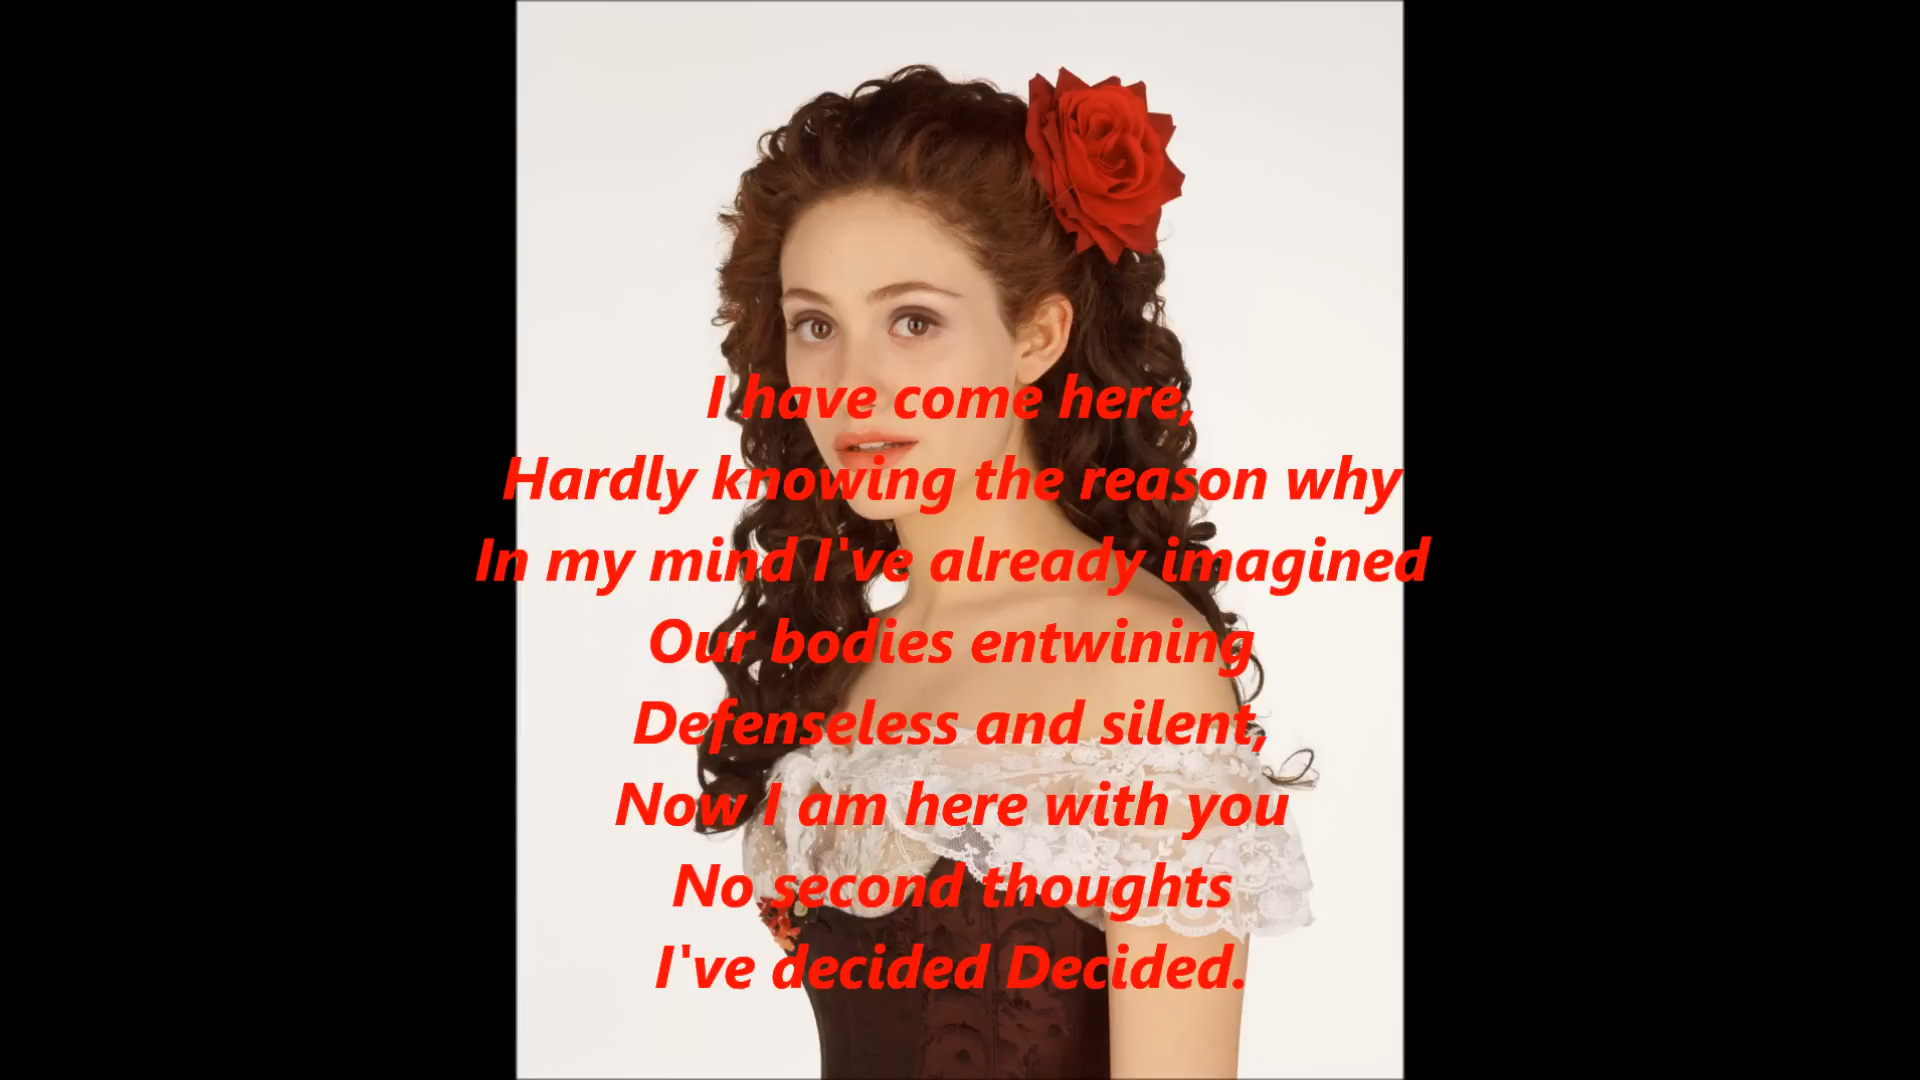 I have come here,
Hardly knowing the reason why
In my mind I've already imagined
Our bodies entwining
Defenseless and silent,
Now I am here with you
No second thoughts
I've decided Decided.